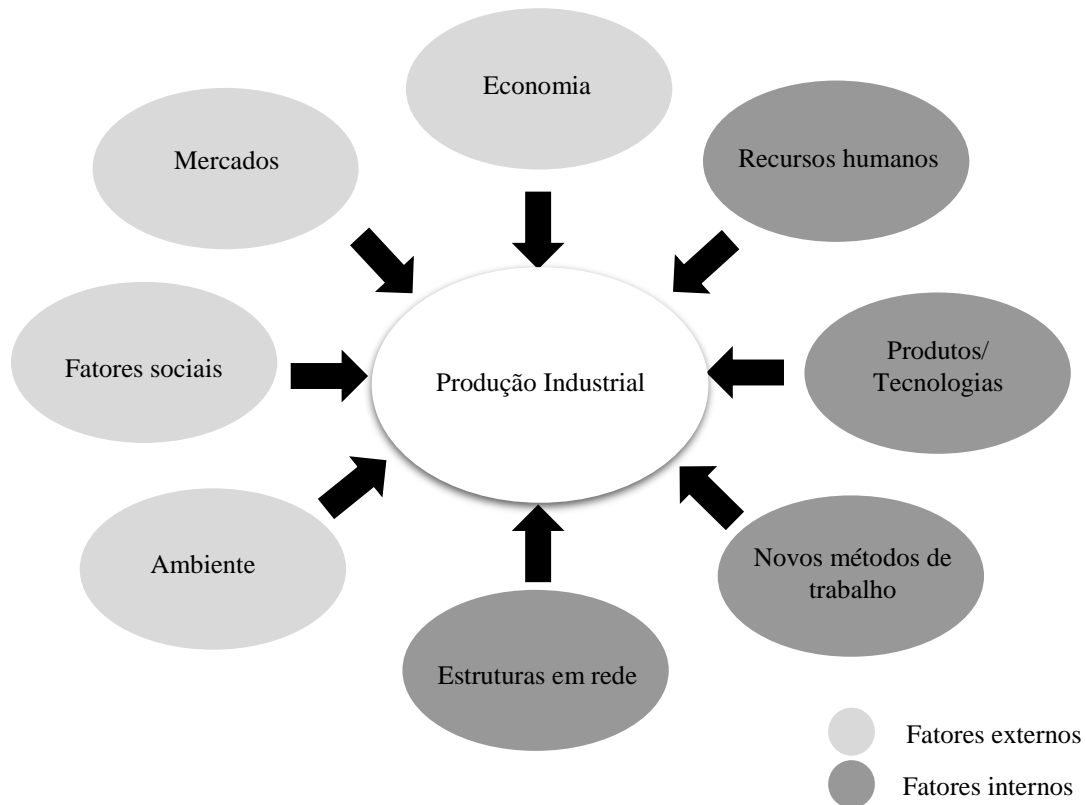 Economia
Mercados
Recursos humanos
Fatores sociais
Produção Industrial
Produtos/
Tecnologias
Ambiente
Novos métodos de
trabalho
Estruturas em rede
Fatores externos
Fatores internos